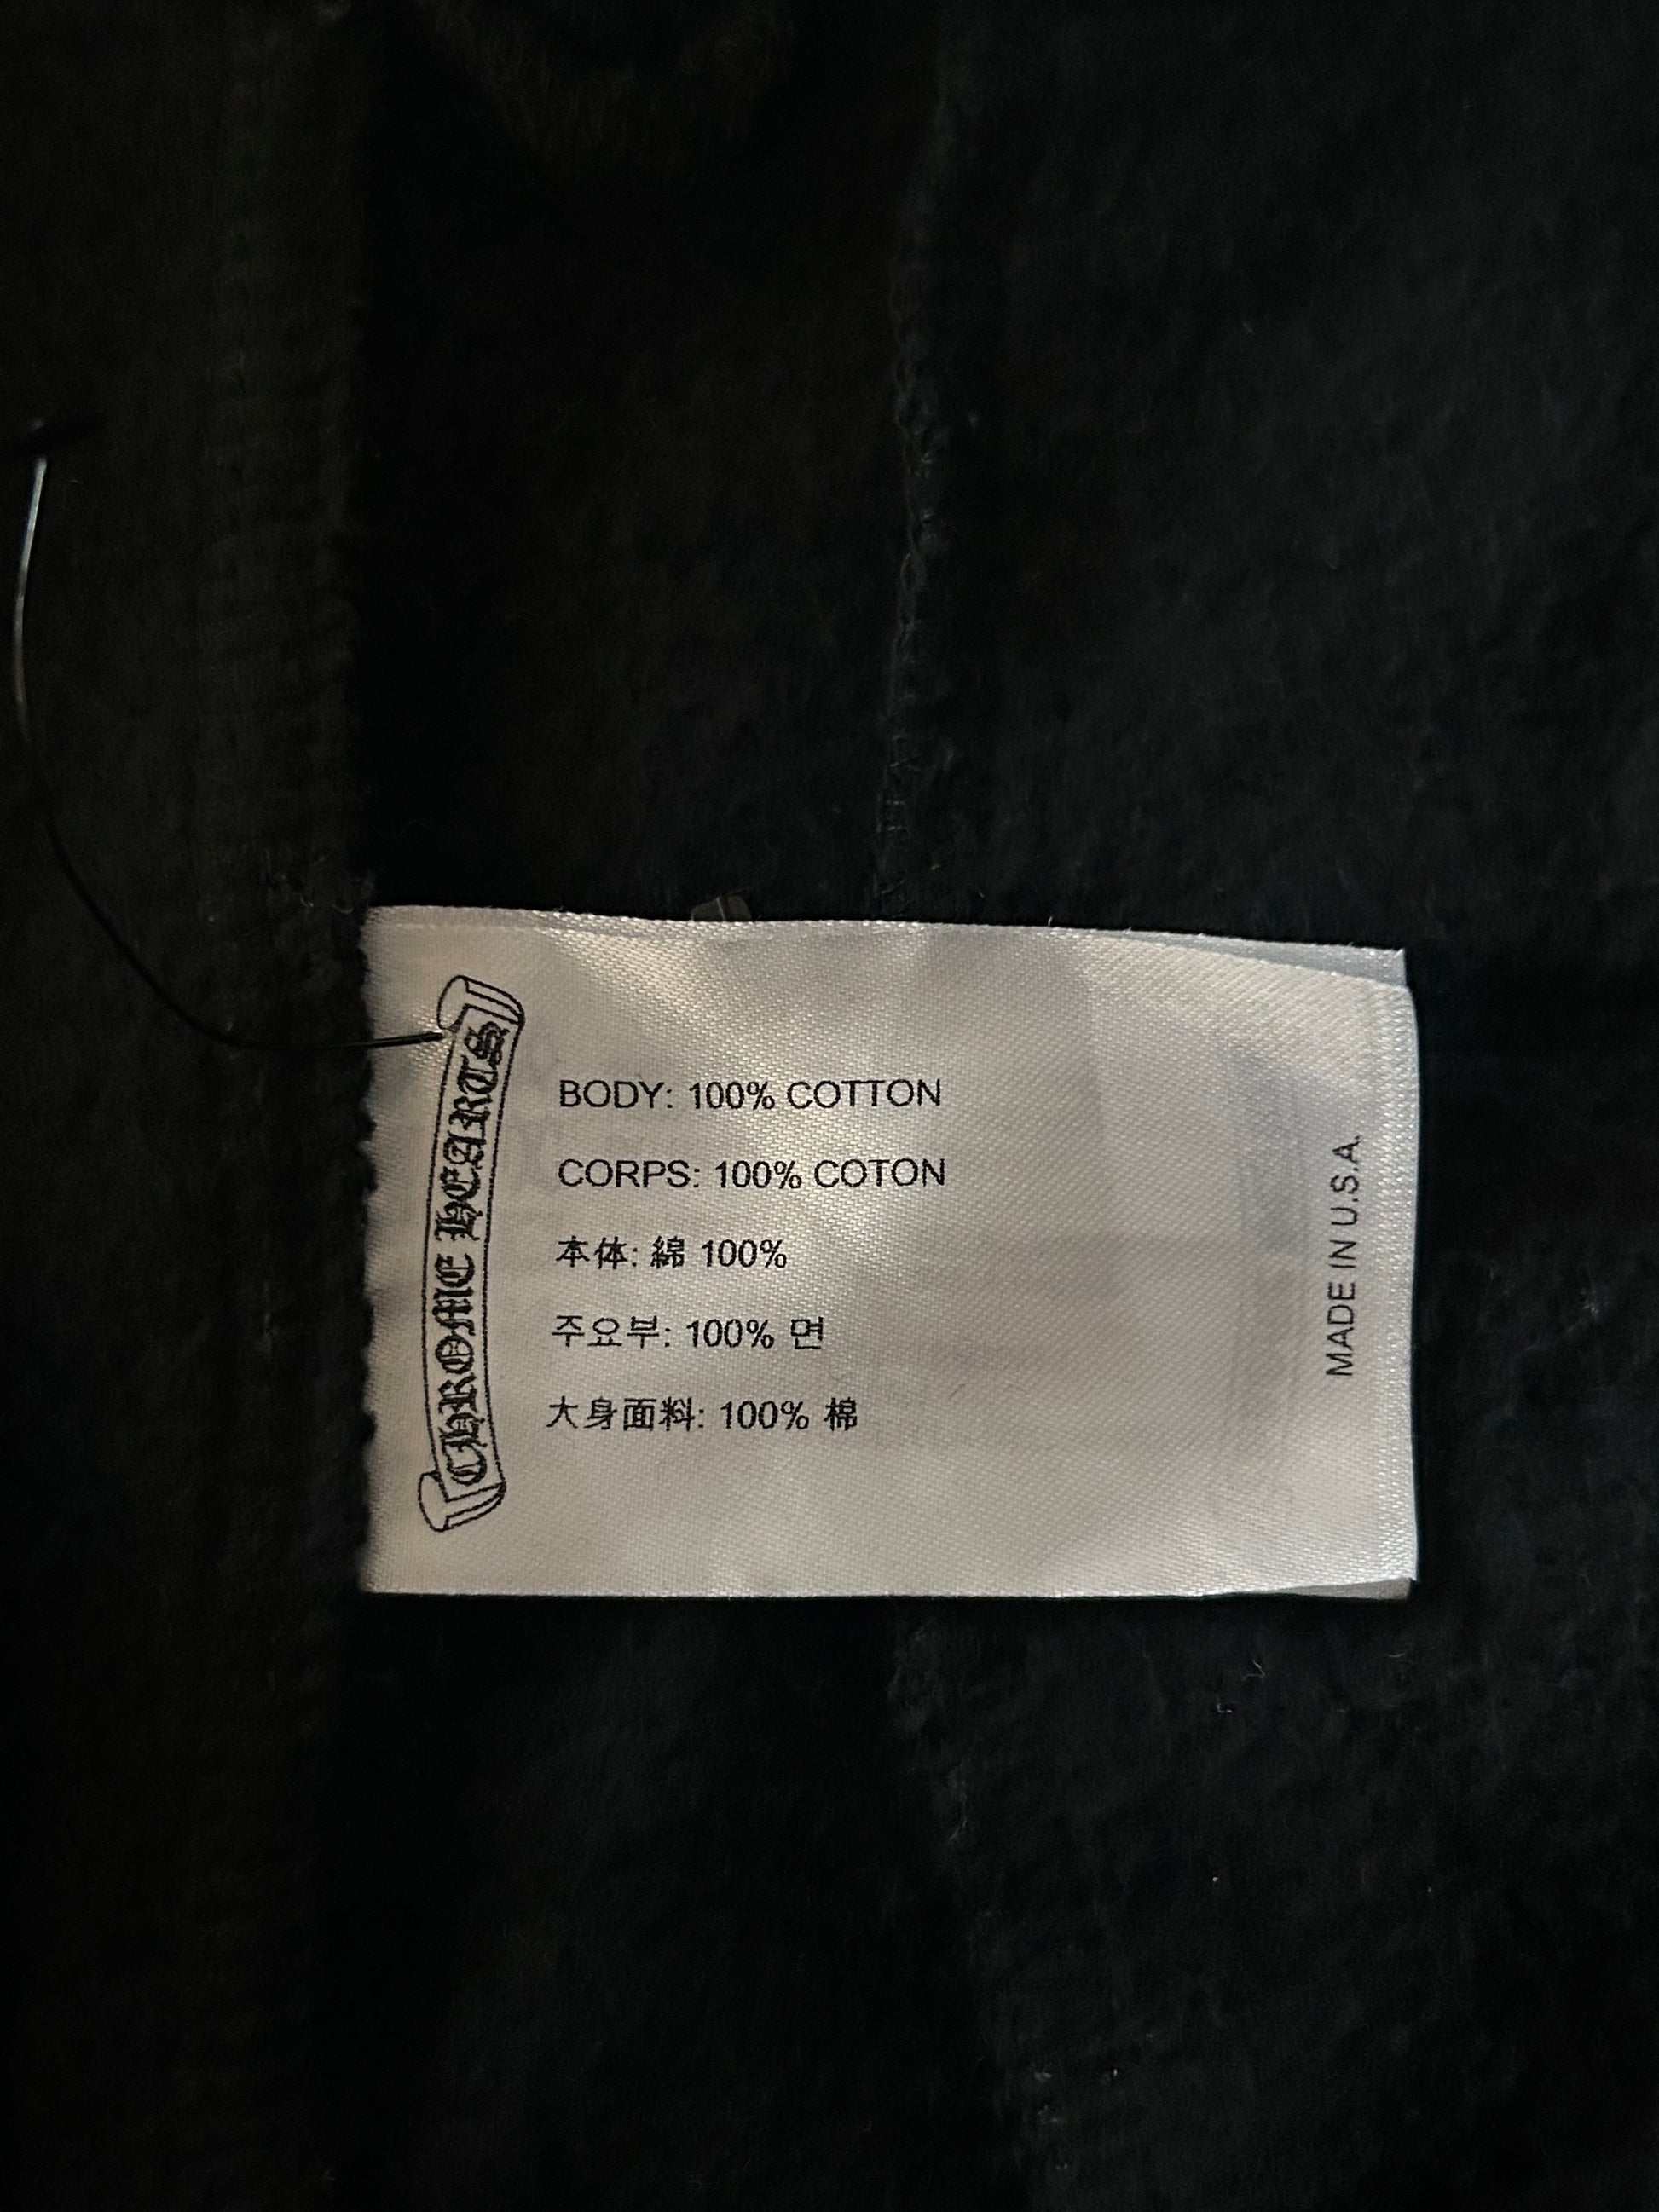 CHROME HEARTS
BODY: 100% COTTON
CORPS: 100% COTON
本体: 綿 100%
주요부: 100% 면
大身面料: 100% 棉
MADE IN U.S.A.